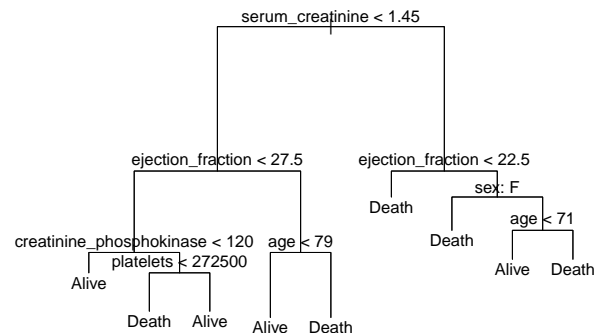 serum_creatinine < 1.45
ejection_fraction < 27.5
ejection_fraction < 22.5
Death
sex: F
Death
age < 71
Alive
Death
creatinine_phosphokinase < 120
age < 79
Alive
platelets < 272500
Death
Alive
Alive
Death